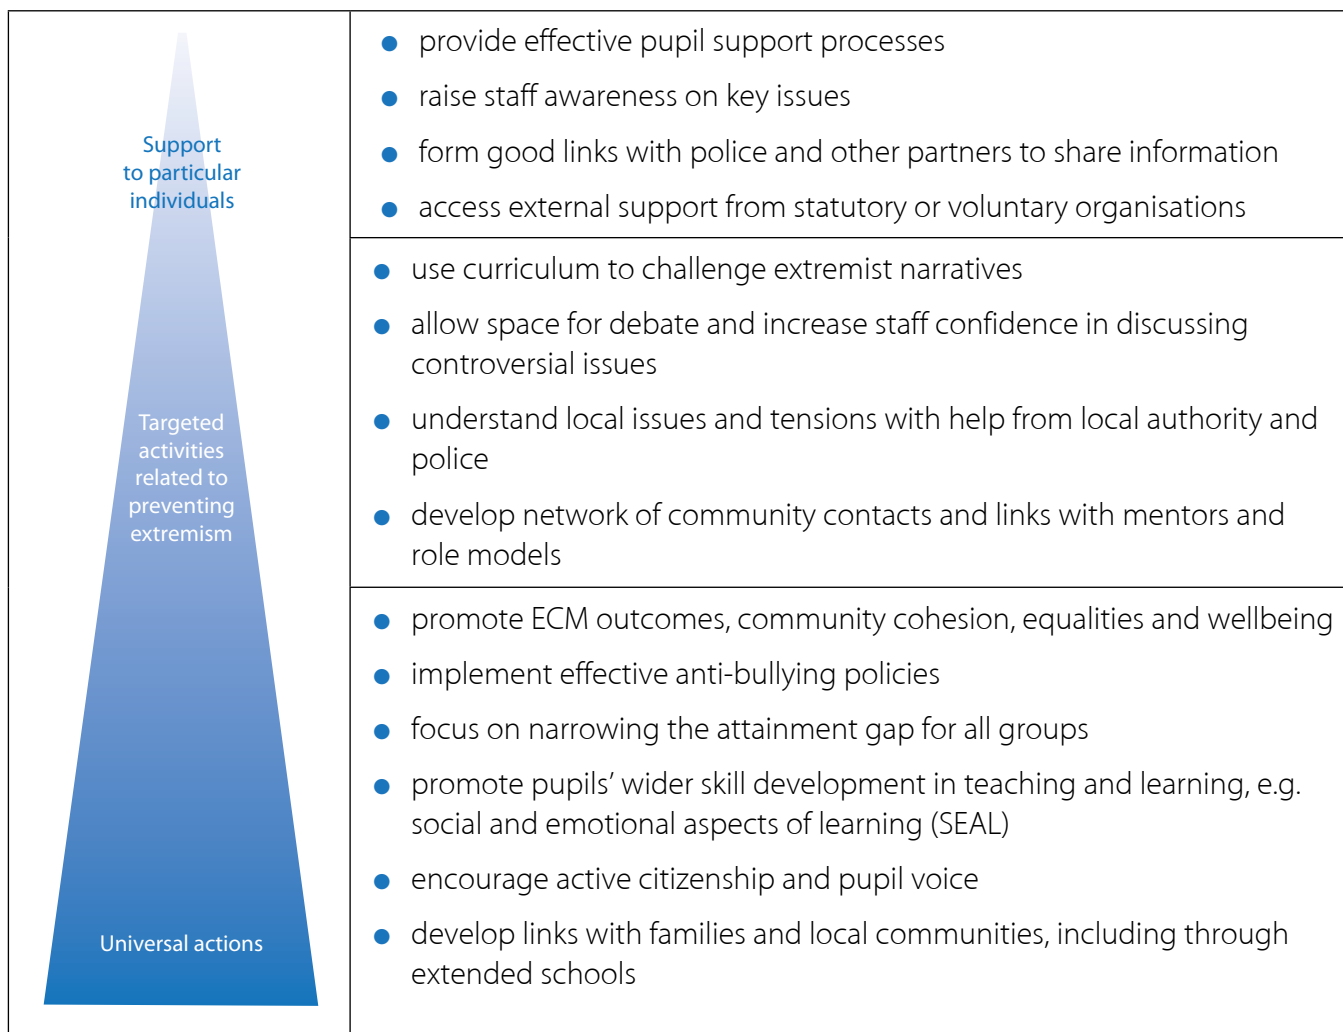 Support
to particular
individuals
● provide effective pupil support processes
● raise staff awareness on key issues
● form good links with police and other partners to share information
● access external support from statutory or voluntary organisations
Targeted
activities
related to
preventing
extremism
● use curriculum to challenge extremist narratives
● allow space for debate and increase staff confidence in discussing
controversial issues
● understand local issues and tensions with help from local authority and
police
● develop network of community contacts and links with mentors and
role models
Universal actions
● promote ECM outcomes, community cohesion, equalities and wellbeing
● implement effective anti-bullying policies
● focus on narrowing the attainment gap for all groups
● promote pupils’ wider skill development in teaching and learning, e.g.
social and emotional aspects of learning (SEAL)
● encourage active citizenship and pupil voice
● develop links with families and local communities, including through
extended schools